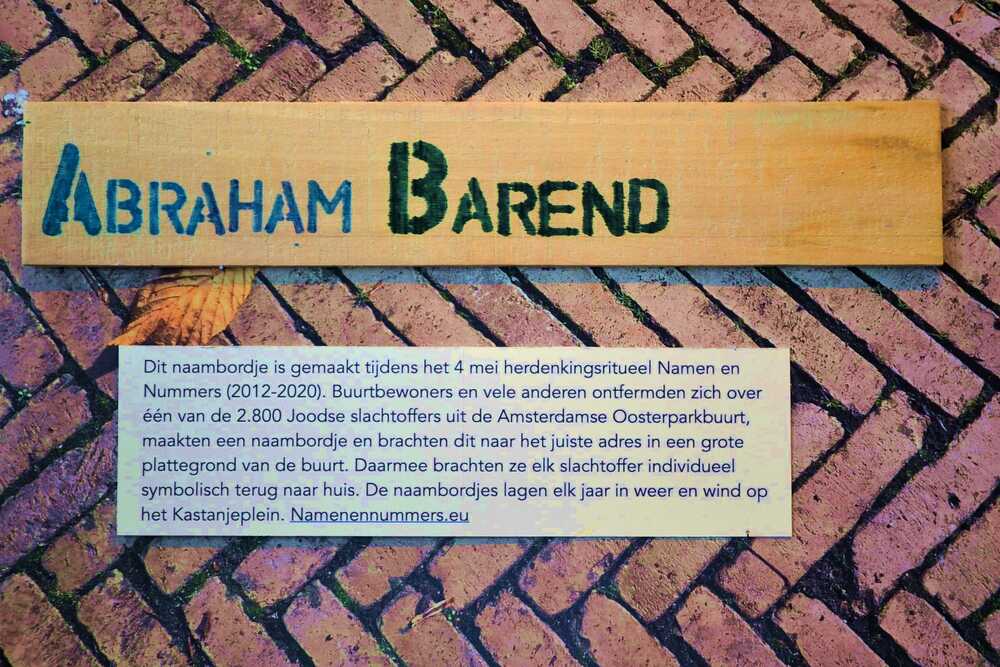 ABRAHAM BAREND
Dit naambordje is gemaakt tijdens het 4 mei herdenkingsritueel Namen en
Nummers (2012-2020). Buurtbewoners en vele anderen ontfermden zich over
één van de 2.800 Joodse slachtoffers uit de Amsterdamse Oosterparkbuurt,
maakten een naambordje en brachten dit naar het juiste adres in een grote
plattegrond van de buurt. Daarmee brachten ze elk slachtoffer individueel
symbolisch terug naar huis. De naambordjes lagen elk jaar in weer en wind op
het Kastanjeplein. Namenennummers.eu